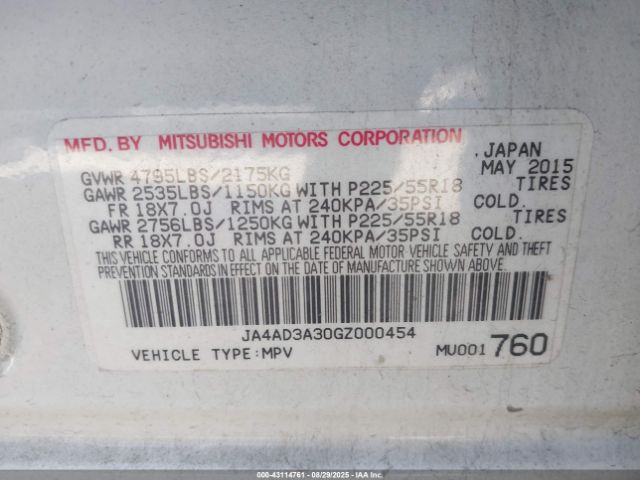 MFD. BY MITSUBISHI MOTORS CORPORATION
JAPAN
GVWR 4795LBS/2175KG MAY 2015
GAWR 2535LBS/1150KG WITH P225/55R18 TIRES
FR 18X7.0J RIMS AT 240KPA/35PSI COLD.
GAWR 2756LBS/1250KG WITH P225/55R18 TIRES
RR 18X7.0J RIMS AT 240KPA/35PSI COLD.
THIS VEHICLE CONFORMS TO ALL APPLICABLE FEDERAL MOTOR VEHICLE SAFETY AND THEFT
PREVENTION STANDARDS IN EFFECT ON THE DATE OF MANUFACTURE SHOWN ABOVE.
JA4AD3A30GZ000454
VEHICLE TYPE:MPV MU001 760
000-43114761 - 08/29/2025 - IAAI.COM